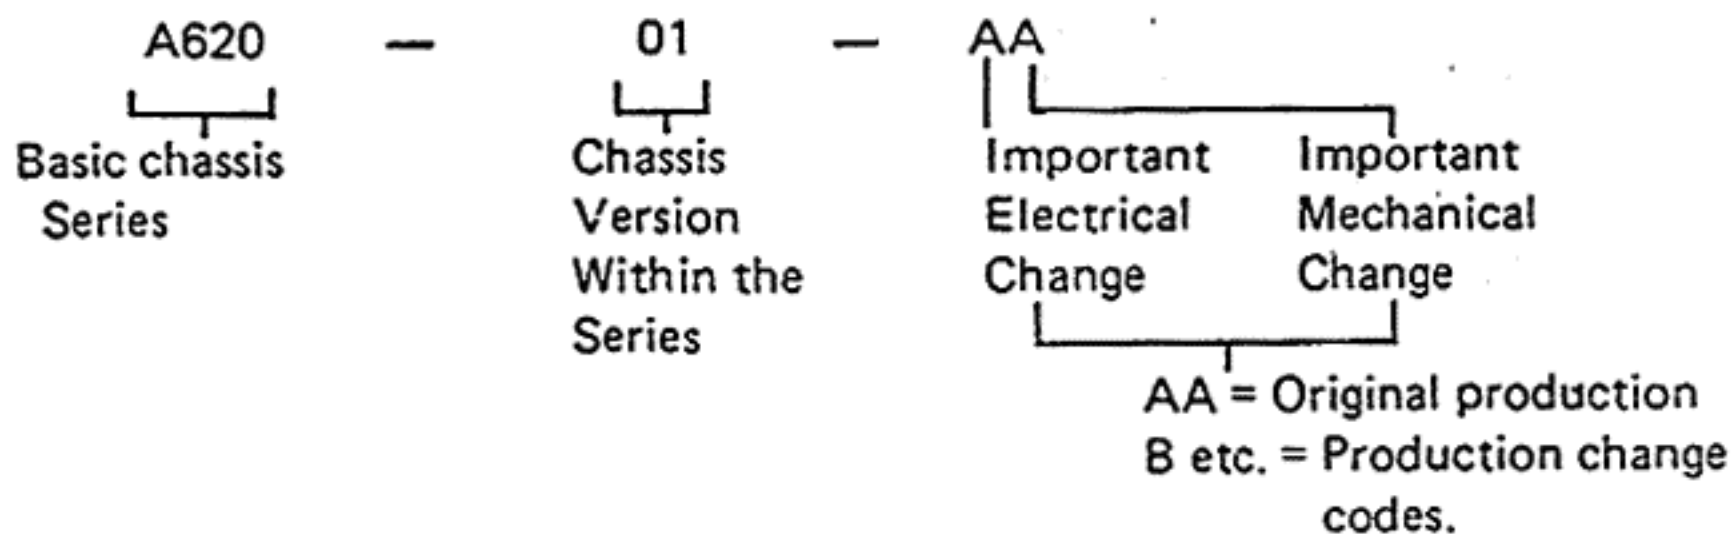 A620 — 01 — AA
Basic chassis
Series
Chassis
Version
Within the
Series
Important
Electrical
Change
Important
Mechanical
Change
AA = Original production
B etc. = Production change
codes.